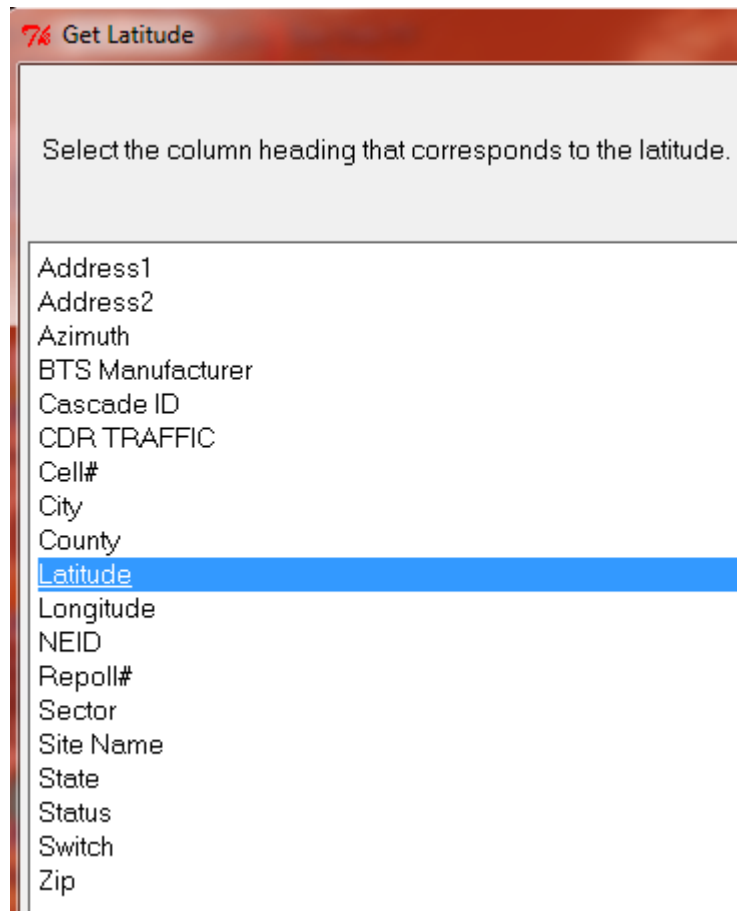 Get Latitude
Select the column heading that corresponds to the latitude.
Address1
Address2
Azimuth
BTS Manufacturer
Cascade ID
CDR TRAFFIC
Cell#
City
County
Latitude
Longitude
NEID
Repoll#
Sector
Site Name
State
Status
Switch
Zip